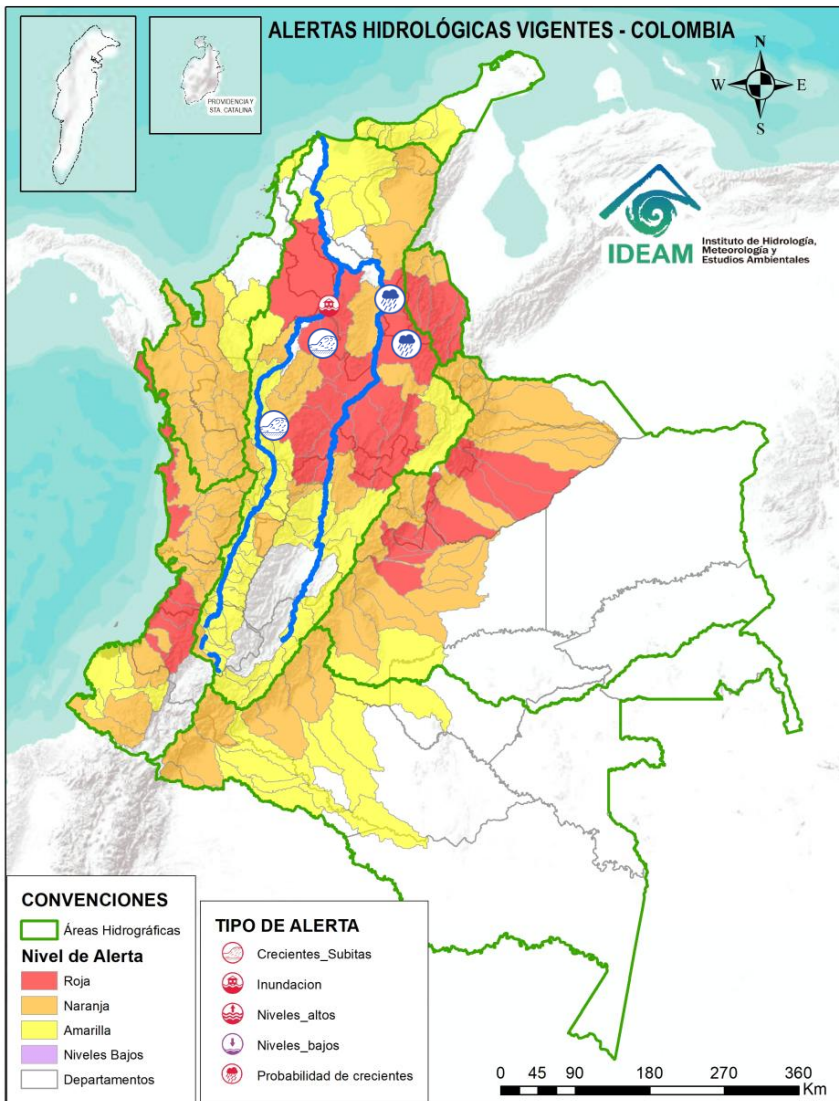 ALERTAS HIDROLÓGICAS VIGENTES - COLOMBIA
PROVIDENCIA Y
STA. CATALINA
N
W
E
S
IDEAM
Instituto de Hidrología,
Meteorología y
Estudios Ambientales
CONVENCIONES
Áreas Hidrográficas
Nivel de Alerta
Roja
Naranja
Amarilla
Niveles Bajos
Departamentos
TIPO DE ALERTA
Crecientes_Subitas
Inundacion
Niveles_altos
Niveles_bajos
Probabilidad de crecientes
0 45 90 180 270 360
Km